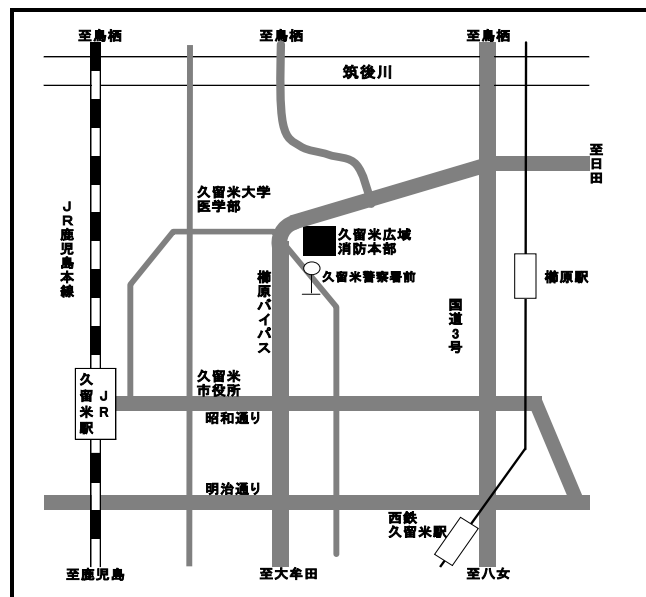 至鳥栖
至鳥栖
至鳥栖
筑後川
至日田
久留米大学
医学部
JR鹿児島本線
久留米広域
消防本部
久留米警察署前
櫛原バイパス
櫛原駅
国道3号
久留米
市役所
JR
久留米駅
昭和通り
明治通り
西鉄
久留米駅
至鹿児島
至大牟田
至八女